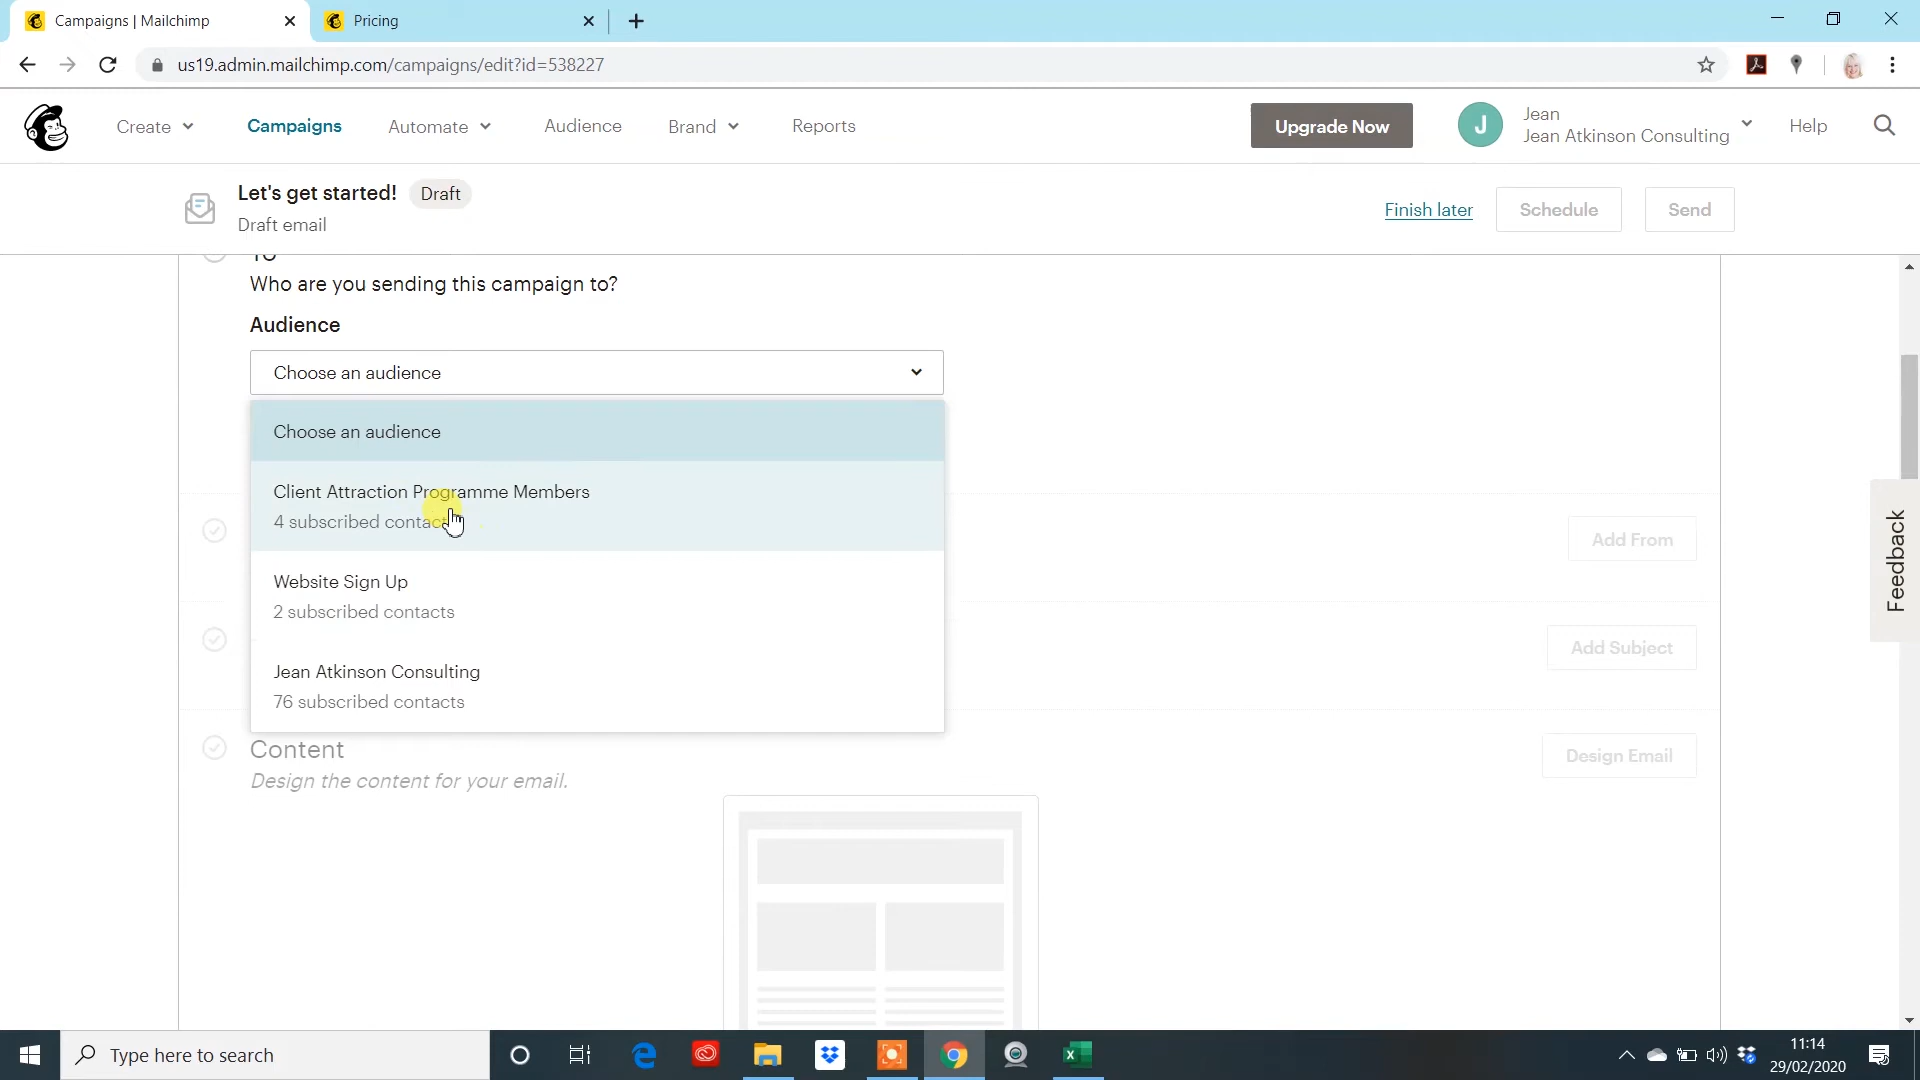 Campaigns | Mailchimp
Pricing
us19.admin.mailchimp.com/campaigns/edit?id=538227
Create
Campaigns
Automate
Audience
Brand
Reports
Upgrade Now
J
Jean
Jean Atkinson Consulting
Help
Let's get started!
Draft
Draft email
Finish later
Schedule
Send
To
Who are you sending this campaign to?
Audience
Choose an audience
Choose an audience
Client Attraction Programme Members
4 subscribed contacts
Website Sign Up
2 subscribed contacts
Jean Atkinson Consulting
76 subscribed contacts
Add From
Add Subject
Content
Design the content for your email.
Design Email
Feedback
Type here to search
11:14
29/02/2020